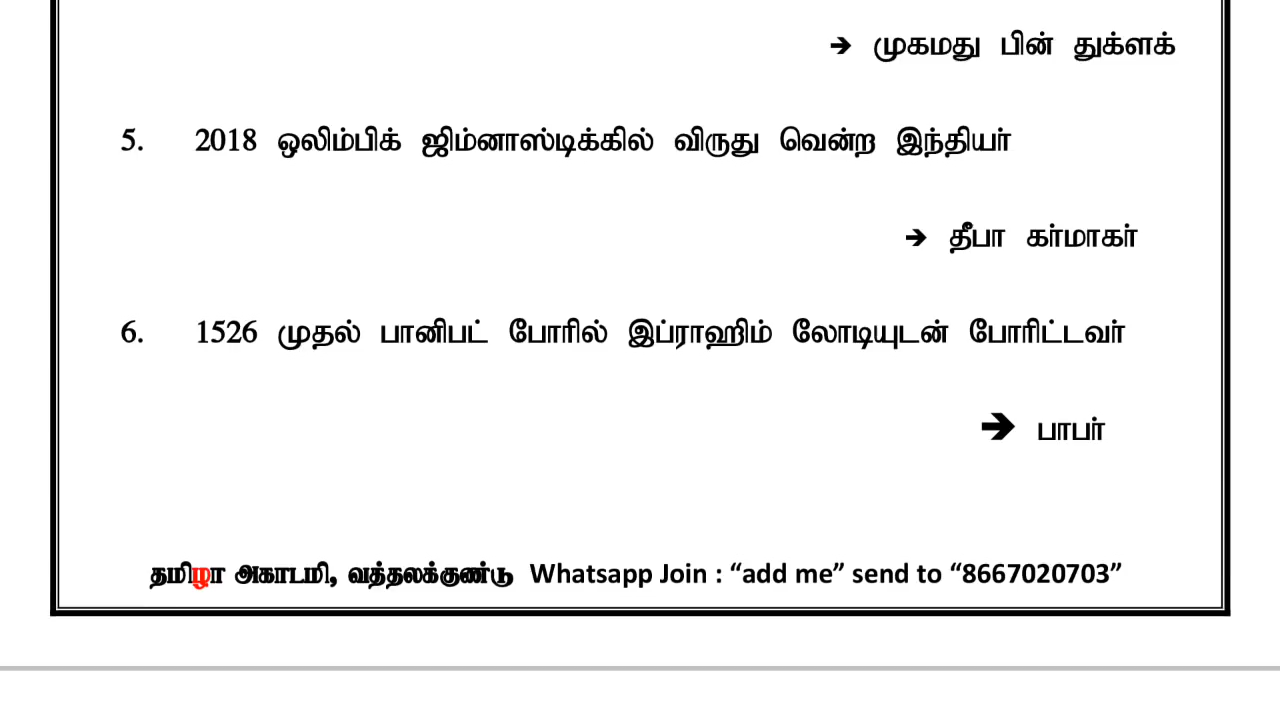 → முகமது பின் துக்ளக்
5. 2018 ஒலிம்பிக் ஜிம்னாஸ்டிக்கில் விருது வென்ற இந்தியர்
→ தீபா கர்மாகர்
6. 1526 முதல் பானிபட் போரில் இப்ராஹிம் லோடியுடன் போரிட்டவர்
→ பாபர்
தமிழா அகாடமி, வத்தலக்குண்டு Whatsapp Join : “add me” send to “8667020703”